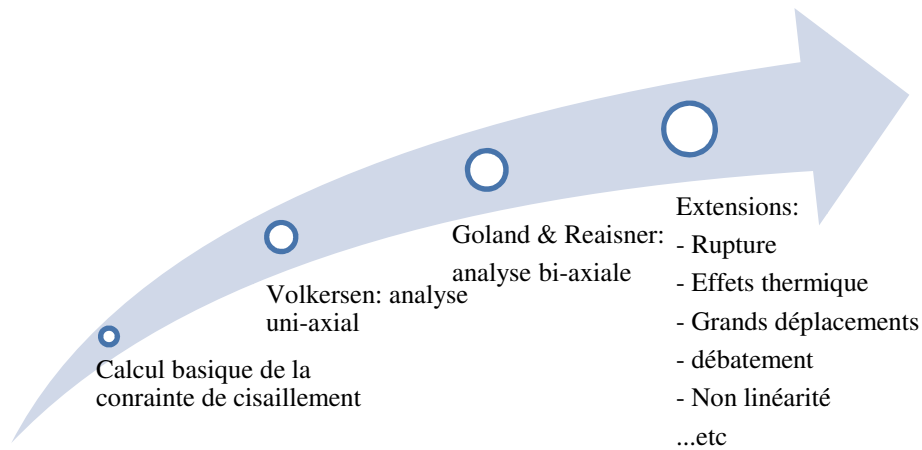 Calcul basique de la
conrainte de cisaillement
Volkersen: analyse
uni-axial
Goland & Reaisner:
analyse bi-axiale
Extensions:
- Rupture
- Effets thermique
- Grands déplacements
- débatement
- Non linéarité
...etc